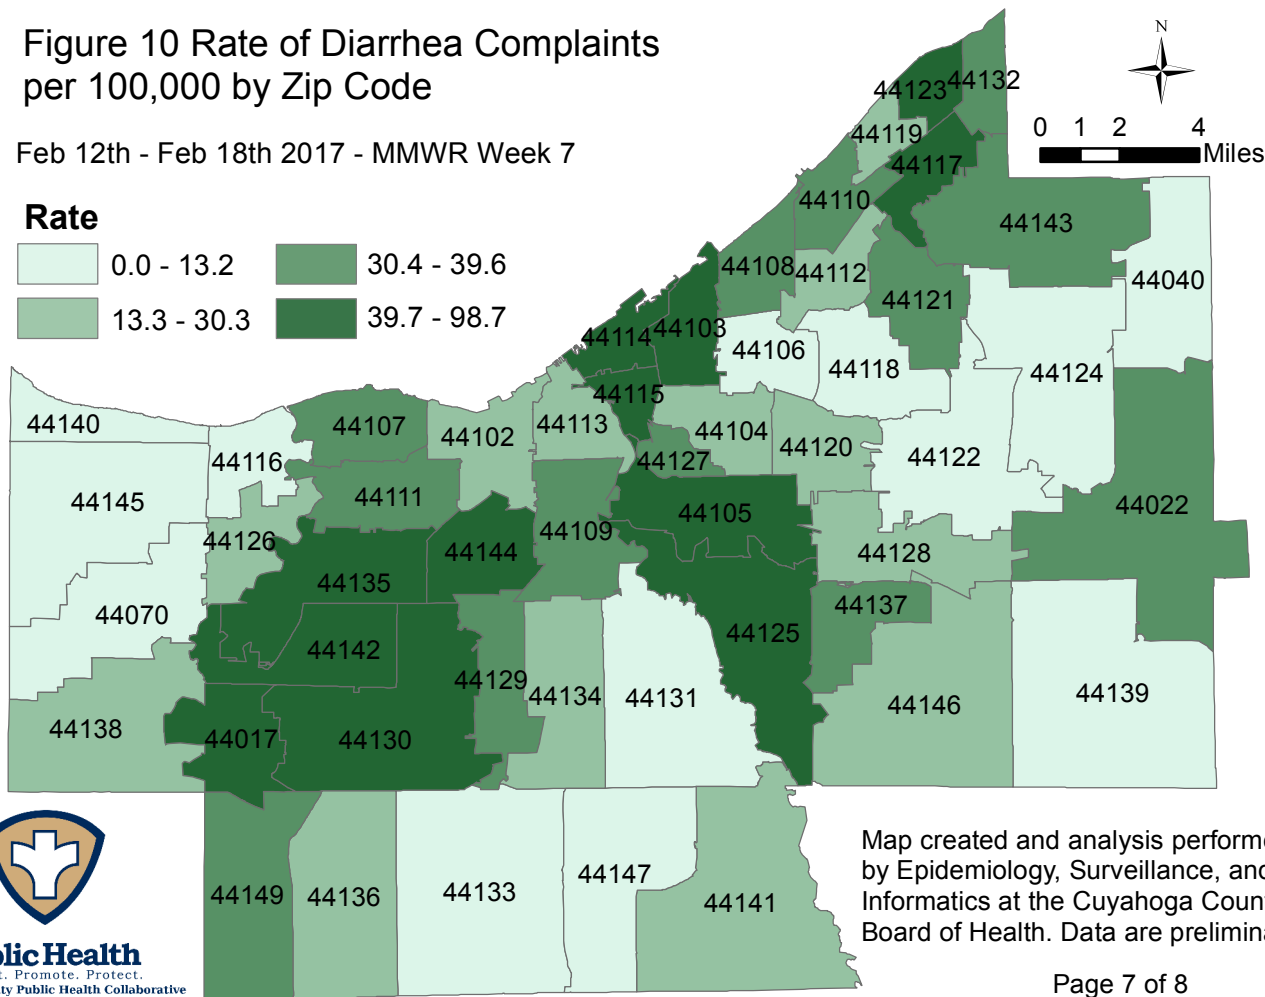 Figure 10 Rate of Diarrhea Complaints
per 100,000 by Zip Code
Feb 12th - Feb 18th 2017 - MMWR Week 7
Rate
0.0 - 13.2
30.4 - 39.6
13.3 - 30.3
39.7 - 98.7
N
0 1 2 4
Miles
44123
44132
44119
44117
44110
44143
44108
44112
44040
44121
44114
44103
44106
44118
44124
44115
44140
44107
44102
44113
44104
44120
44116
44127
44122
44145
44111
44105
44022
44126
44109
44144
44128
44135
44070
44137
44142
44125
44129
44134
44131
44146
44139
44138
44017
44130
44149
44136
44133
44147
44141
Map created and analysis performe
by Epidemiology, Surveillance, and
Informatics at the Cuyahoga Coun
Board of Health. Data are prelimina
Page 7 of 8
blic Health
t. Promote. Protect.
ty Public Health Collaborative